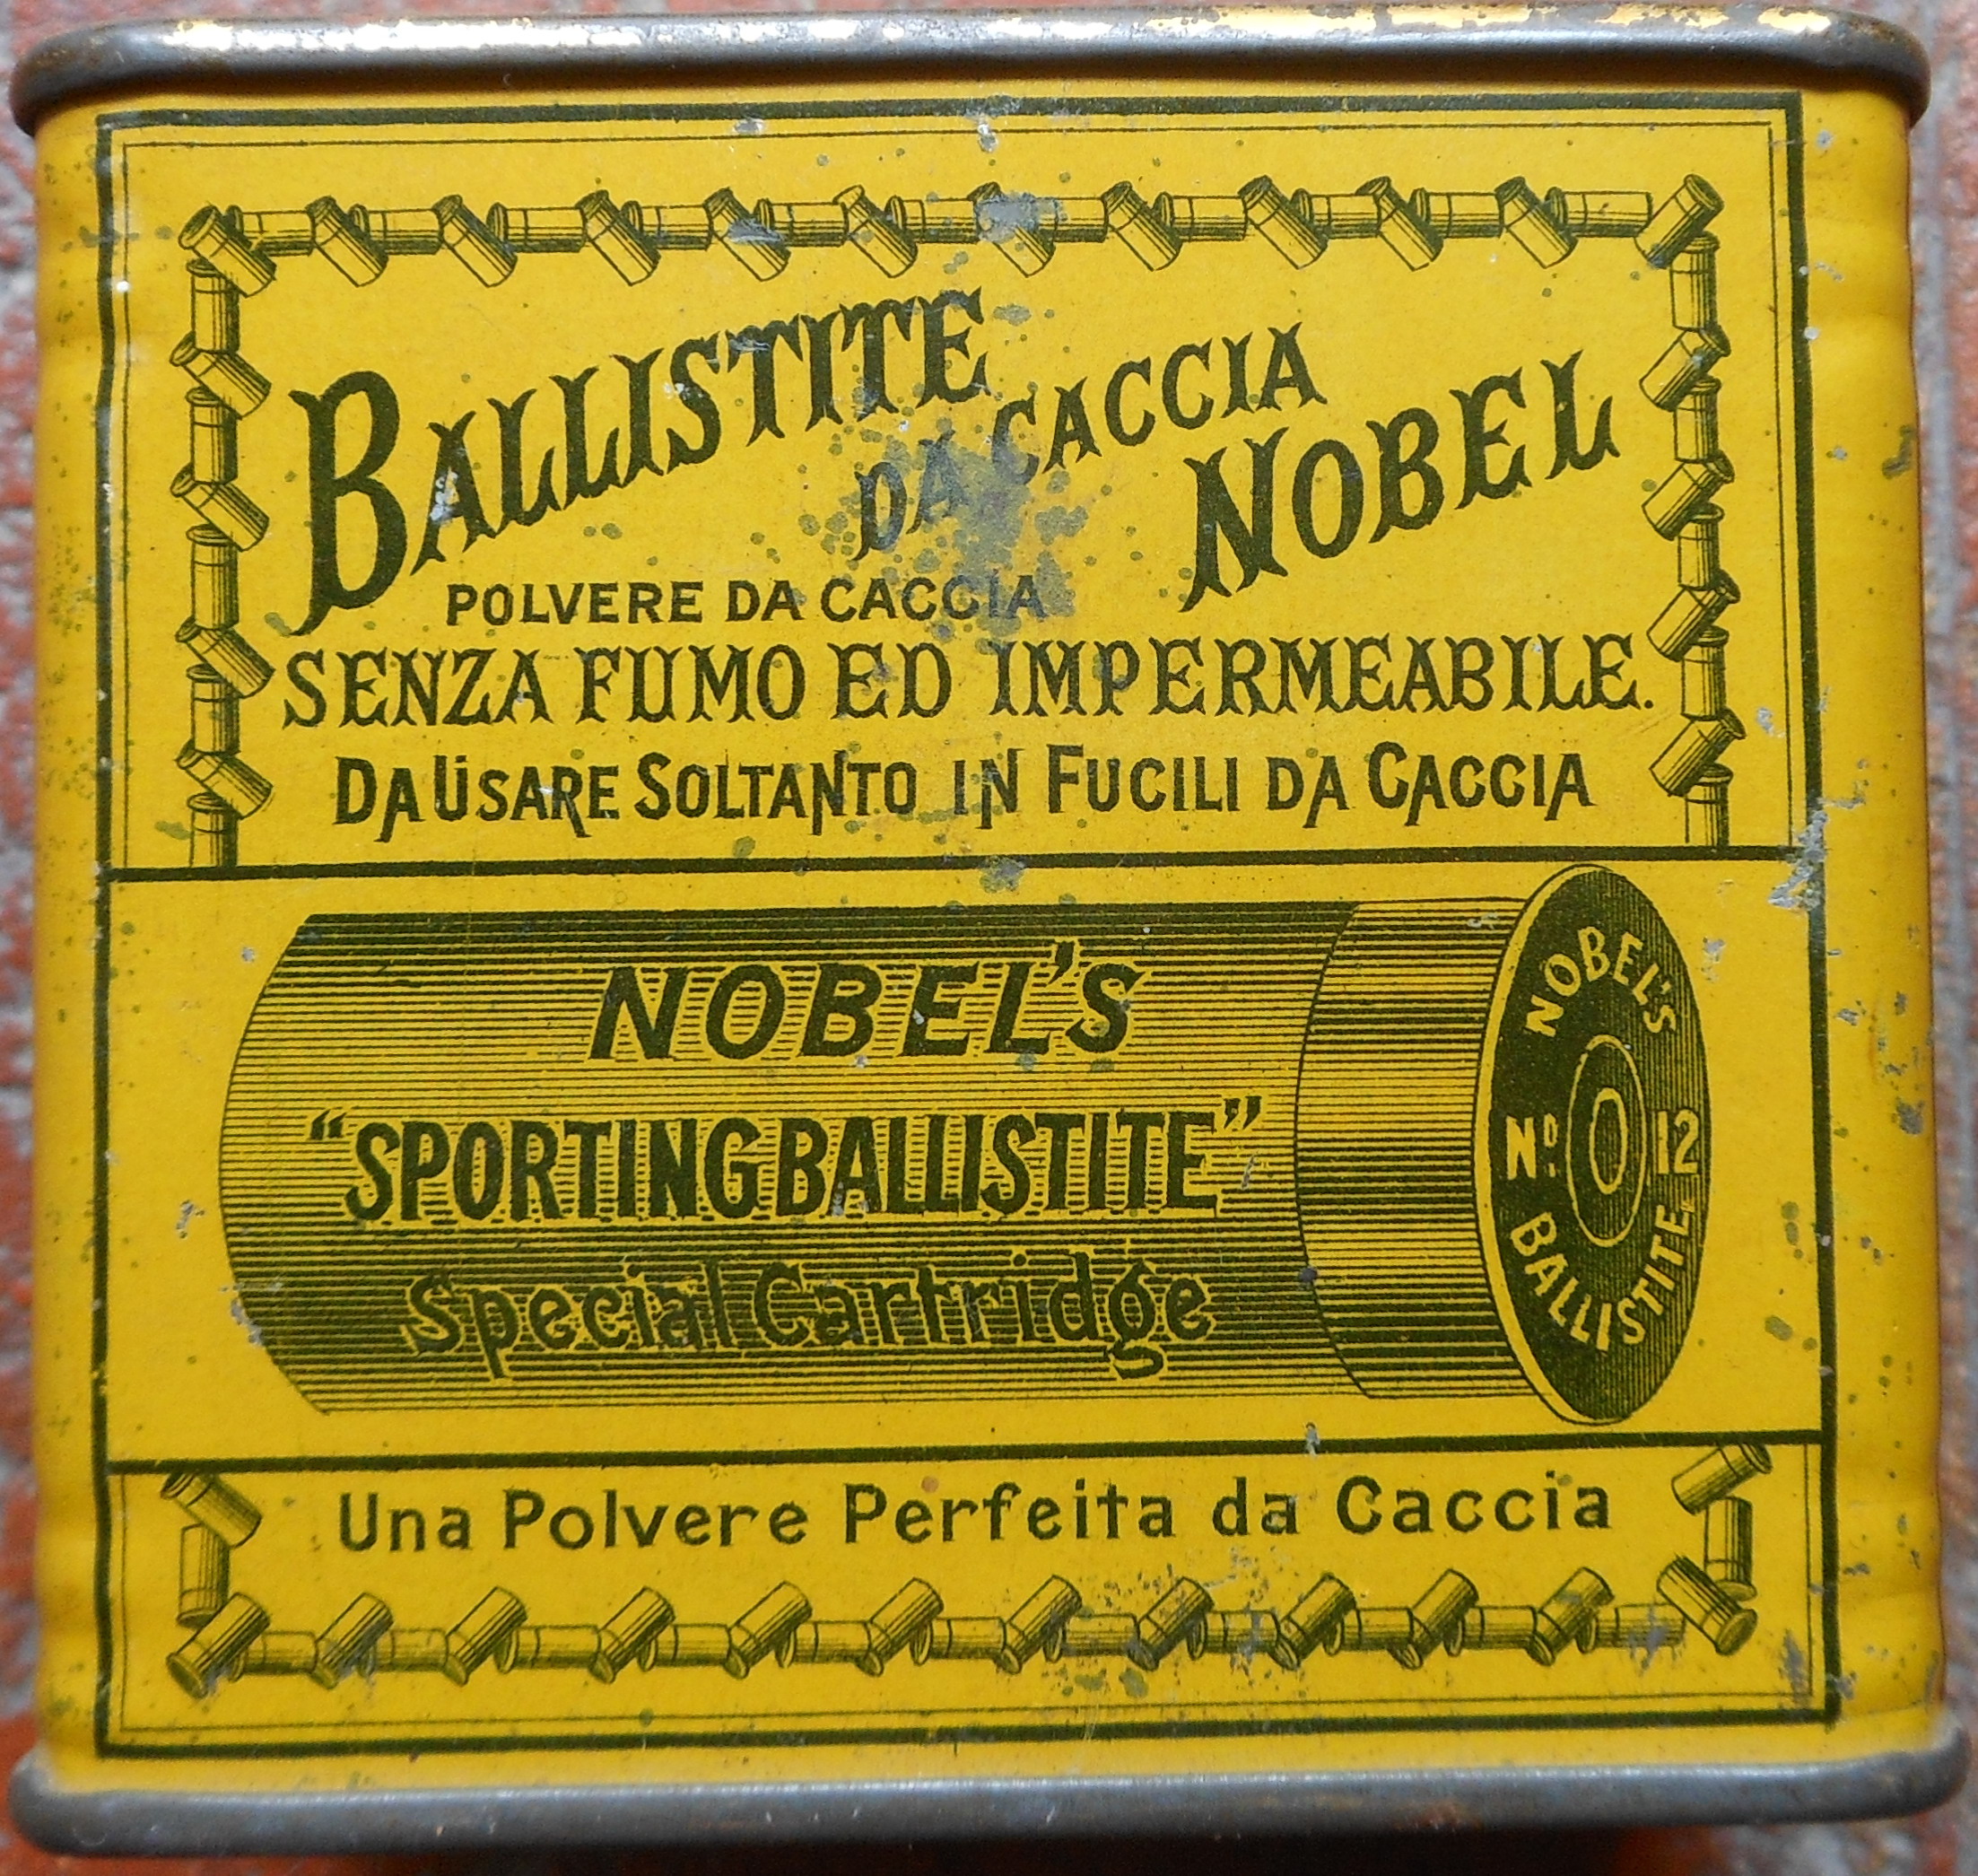 BALLISTITE
DA CACCIA
NOBEL
POLVERE DA CACCIA
SENZA FUMO ED IMPERMEABILE.
DA USARE SOLTANTO IN FUCILI DA CACCIA
NOBEL'S
“SPORTING BALLISTITE”
Special Cartridge
NOBEL'S
No. 12
BALLISTITE
Una Polvere Perfeita da Caccia